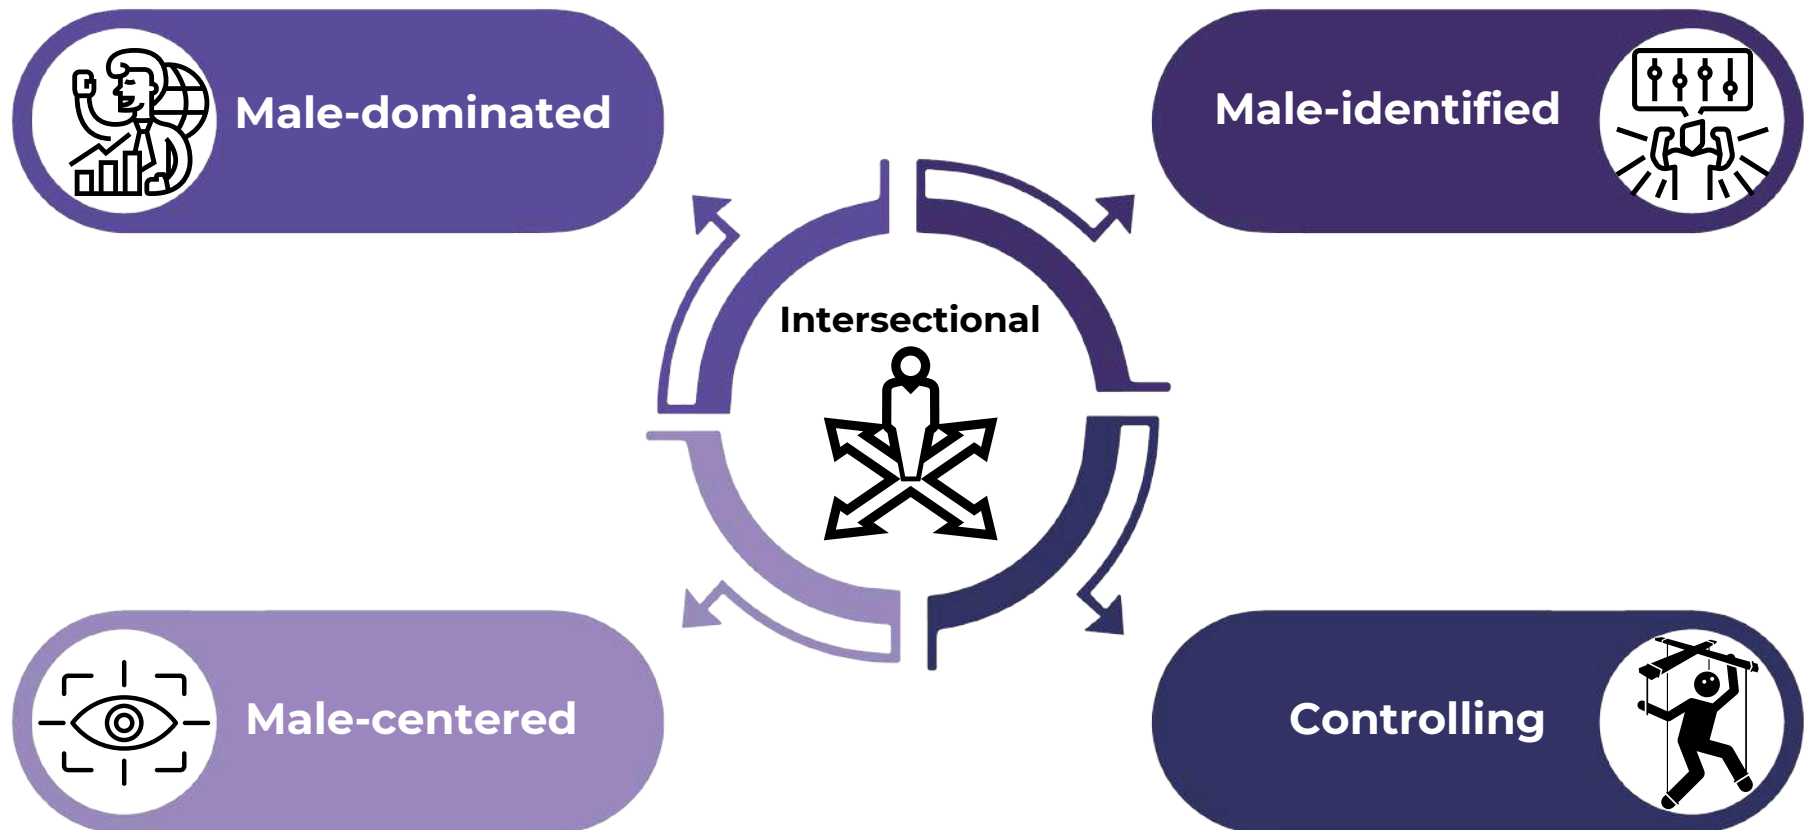 Male-dominated
Male-identified
Intersectional
Male-centered
Controlling